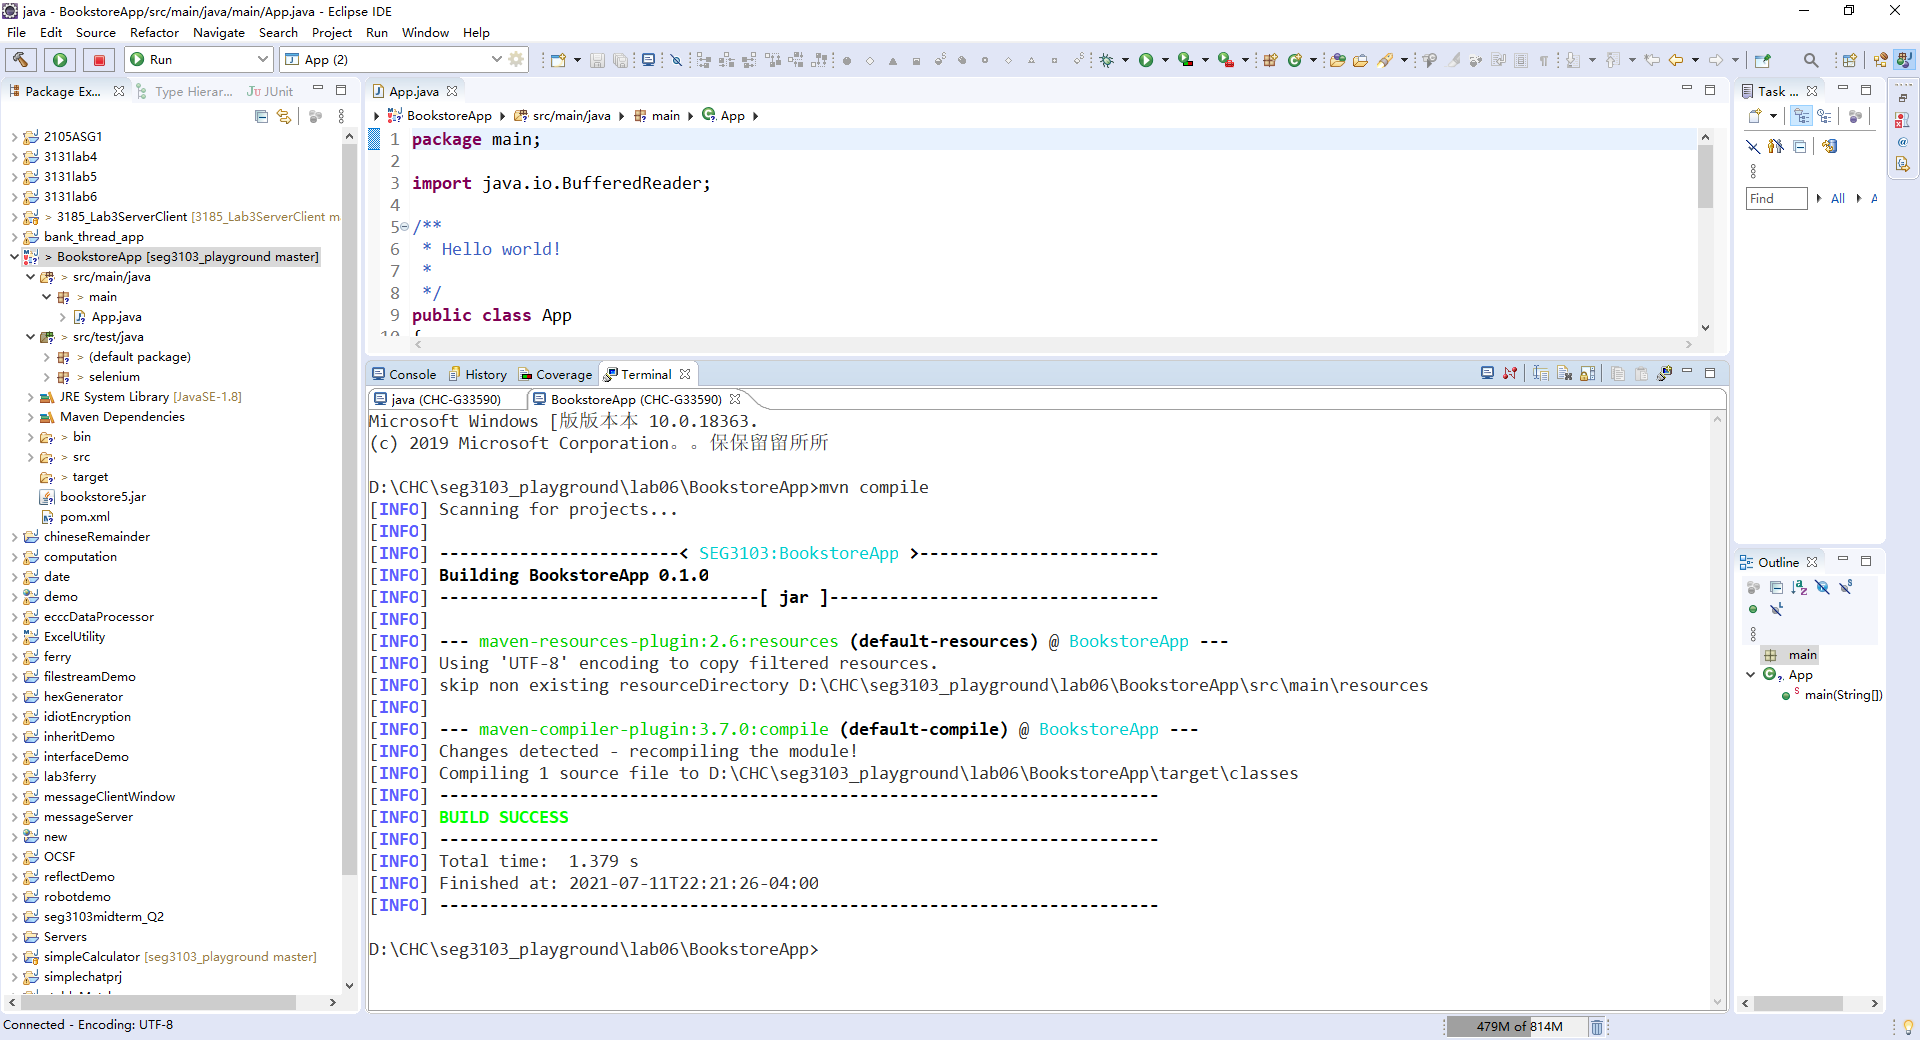 java - BookstoreApp/src/main/java/main/App.java - Eclipse IDE
File Edit Source Refactor Navigate Search Project Run Window Help
Run App (2)
Package Ex... Type Hierar... JUnit
2105ASG1
3131lab4
3131lab5
3131lab6
> 3185_Lab3ServerClient [3185_Lab3ServerClient m
bank_thread_app
> BookstoreApp [seg3103_playground master]
> src/main/java
> main
App.java
> src/test/java
> (default package)
> selenium
JRE System Library [JavaSE-1.8]
Maven Dependencies
> bin
> src
> target
bookstore5.jar
pom.xml
chineseRemainder
computation
date
demo
ecccDataProcessor
ExcelUtility
ferry
filestreamDemo
hexGenerator
idiotEncryption
inheritDemo
interfaceDemo
lab3ferry
messageClientWindow
messageServer
new
OCSF
reflectDemo
robotdemo
seg3103midterm_Q2
Servers
simpleCalculator [seg3103_playground master]
simplechatprj
App.java
BookstoreApp src/main/java main App
1 package main;
2
3 import java.io.BufferedReader;
4
5 /**
6 * Hello world!
7 *
8 */
9 public class App
10 {
Console History Coverage Terminal
java (CHC-G33590) BookstoreApp (CHC-G33590)
Microsoft Windows [版版本本 10.0.18363.
(c) 2019 Microsoft Corporation。。保保留留所所
D:\CHC\seg3103_playground\lab06\BookstoreApp>mvn compile
[INFO] Scanning for projects...
[INFO]
[INFO] ------------------------< SEG3103:BookstoreApp >------------------------
[INFO] Building BookstoreApp 0.1.0
[INFO] --------------------------------[ jar ]---------------------------------
[INFO]
[INFO] --- maven-resources-plugin:2.6:resources (default-resources) @ BookstoreApp ---
[INFO] Using 'UTF-8' encoding to copy filtered resources.
[INFO] skip non existing resourceDirectory D:\CHC\seg3103_playground\lab06\BookstoreApp\src\main\resources
[INFO]
[INFO] --- maven-compiler-plugin:3.7.0:compile (default-compile) @ BookstoreApp ---
[INFO] Changes detected - recompiling the module!
[INFO] Compiling 1 source file to D:\CHC\seg3103_playground\lab06\BookstoreApp\target\classes
[INFO] ------------------------------------------------------------------------
[INFO] BUILD SUCCESS
[INFO] ------------------------------------------------------------------------
[INFO] Total time:  1.379 s
[INFO] Finished at: 2021-07-11T22:21:26-04:00
[INFO] ------------------------------------------------------------------------
D:\CHC\seg3103_playground\lab06\BookstoreApp>
Task ...
Find All A
Outline
main
App
main(String[])
Connected - Encoding: UTF-8
479M of 814M